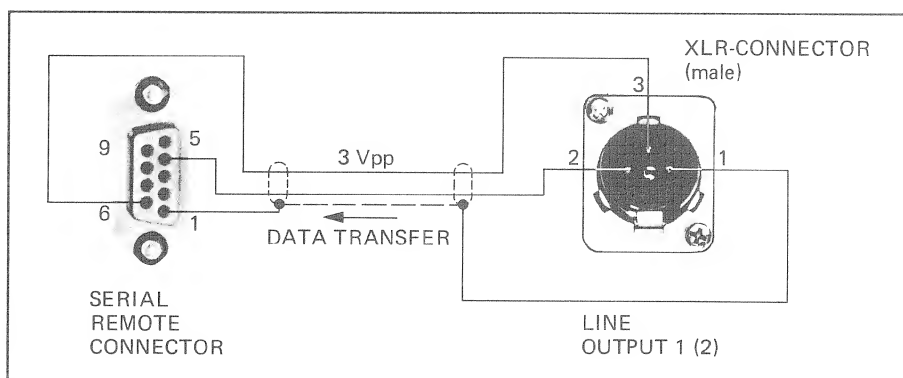 XLR-CONNECTOR
(male)
3
9
5
3 Vpp
2
1
6
1
DATA TRANSFER
SERIAL
REMOTE
CONNECTOR
LINE
OUTPUT 1 (2)